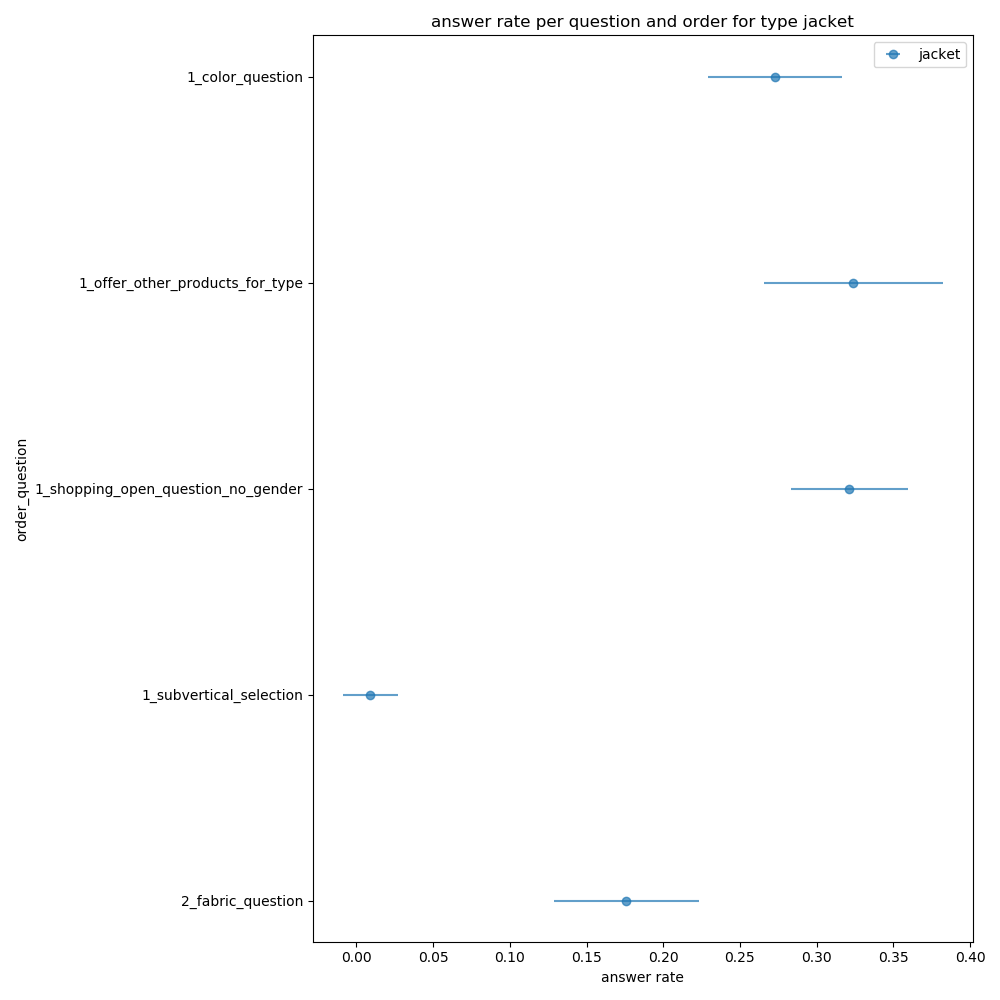 answer rate per question and order for type jacket
jacket
1_color_question
1_offer_other_products_for_type
1_shopping_open_question_no_gender
1_subvertical_selection
2_fabric_question
order_question
0.00 0.05 0.10 0.15 0.20 0.25 0.30 0.35 0.40
answer rate